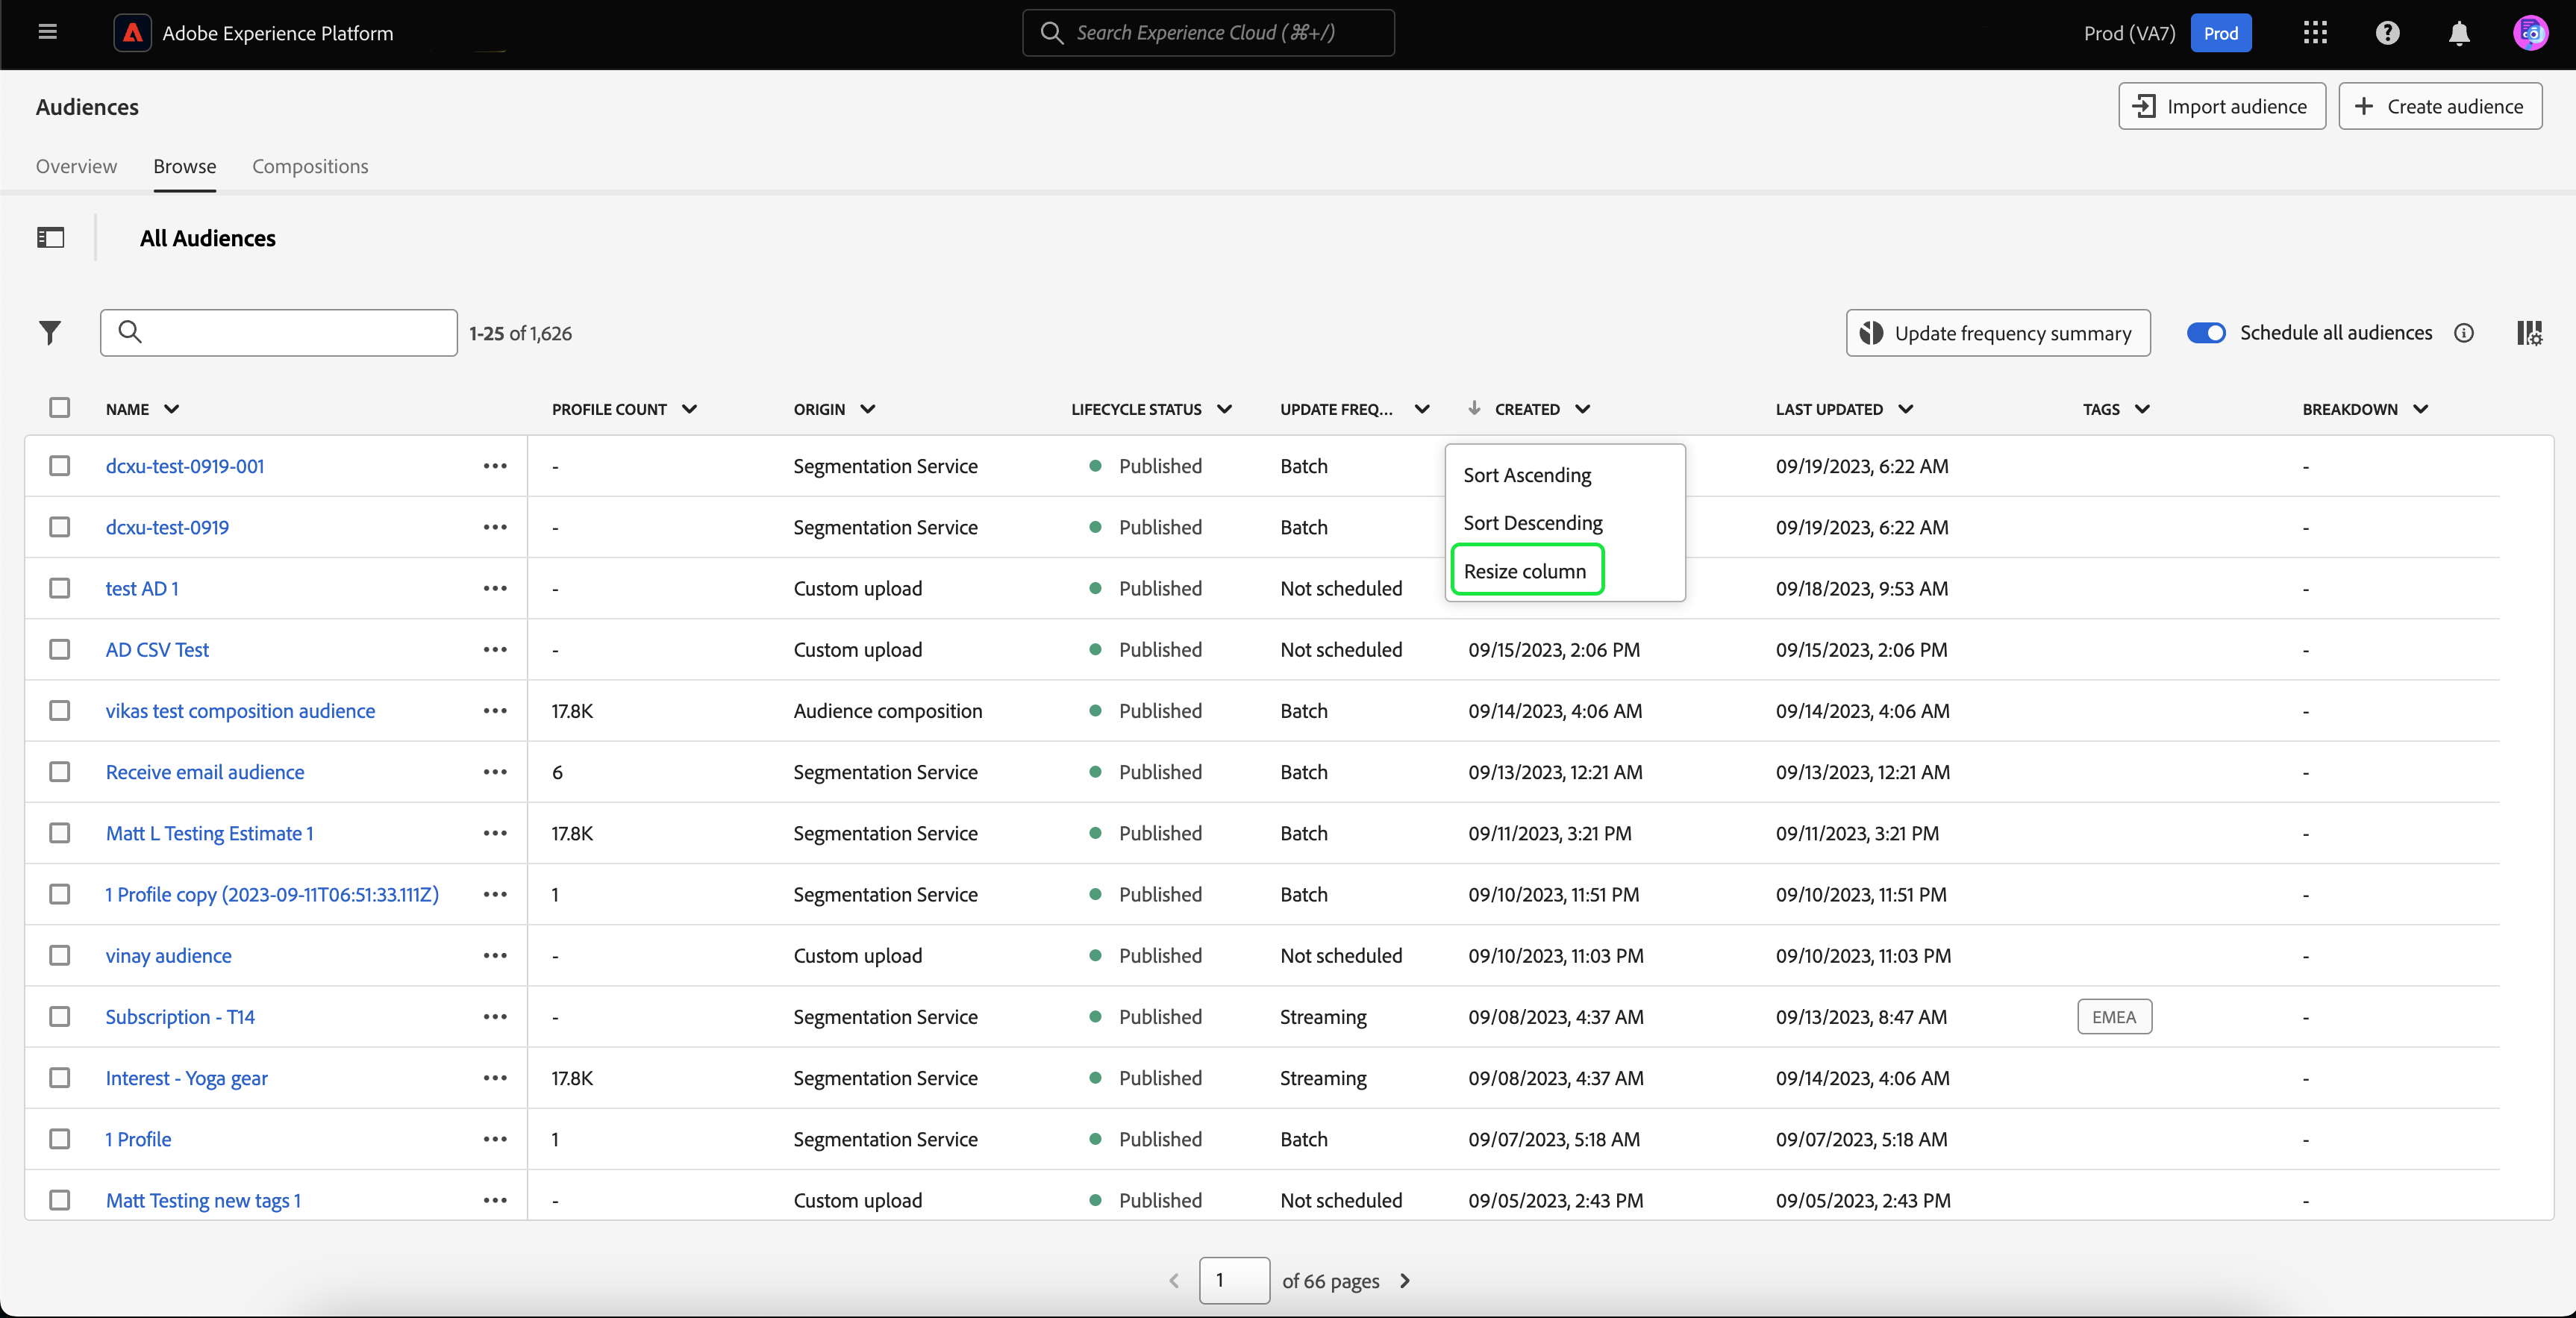 Adobe Experience Platform
Search Experience Cloud (⌘+/)
Prod (VA7) Prod
Audiences
Import audience
Create audience
Overview Browse Compositions
All Audiences
1-25 of 1,626
Update frequency summary
Schedule all audiences
NAME PROFILE COUNT ORIGIN LIFECYCLE STATUS UPDATE FREQ... CREATED LAST UPDATED TAGS BREAKDOWN
dcxu-test-0919-001 ••• - Segmentation Service Published Batch 09/19/2023, 6:22 AM -
Sort Ascending
Sort Descending
Resize column
dcxu-test-0919 ••• - Segmentation Service Published Batch 09/19/2023, 6:22 AM -
test AD 1 ••• - Custom upload Published Not scheduled 09/18/2023, 9:53 AM -
AD CSV Test ••• - Custom upload Published Not scheduled 09/15/2023, 2:06 PM 09/15/2023, 2:06 PM -
vikas test composition audience ••• 17.8K Audience composition Published Batch 09/14/2023, 4:06 AM 09/14/2023, 4:06 AM -
Receive email audience ••• 6 Segmentation Service Published Batch 09/13/2023, 12:21 AM 09/13/2023, 12:21 AM -
Matt L Testing Estimate 1 ••• 17.8K Segmentation Service Published Batch 09/11/2023, 3:21 PM 09/11/2023, 3:21 PM -
1 Profile copy (2023-09-11T06:51:33.111Z) ••• 1 Segmentation Service Published Batch 09/10/2023, 11:51 PM 09/10/2023, 11:51 PM -
vinay audience ••• - Custom upload Published Not scheduled 09/10/2023, 11:03 PM 09/10/2023, 11:03 PM -
Subscription - T14 ••• - Segmentation Service Published Streaming 09/08/2023, 4:37 AM 09/13/2023, 8:47 AM EMEA -
Interest - Yoga gear ••• 17.8K Segmentation Service Published Streaming 09/08/2023, 4:37 AM 09/14/2023, 4:06 AM -
1 Profile ••• 1 Segmentation Service Published Batch 09/07/2023, 5:18 AM 09/07/2023, 5:18 AM -
Matt Testing new tags 1 ••• - Custom upload Published Not scheduled 09/05/2023, 2:43 PM 09/05/2023, 2:43 PM -
1 of 66 pages